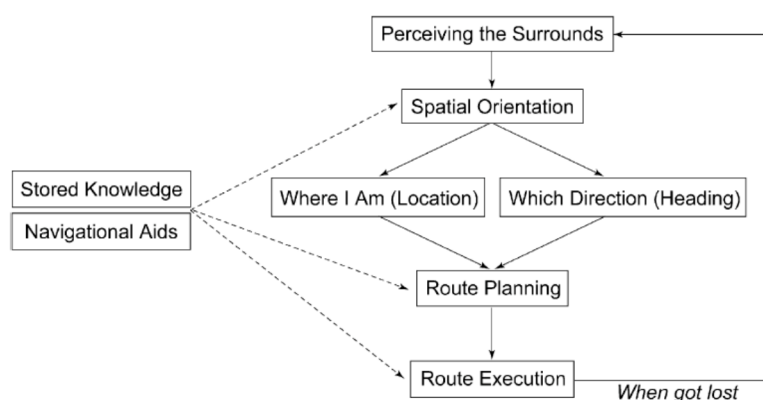 Perceiving the Surrounds
Spatial Orientation
Stored Knowledge
Navigational Aids
Where I Am (Location)
Which Direction (Heading)
Route Planning
Route Execution
When got lost